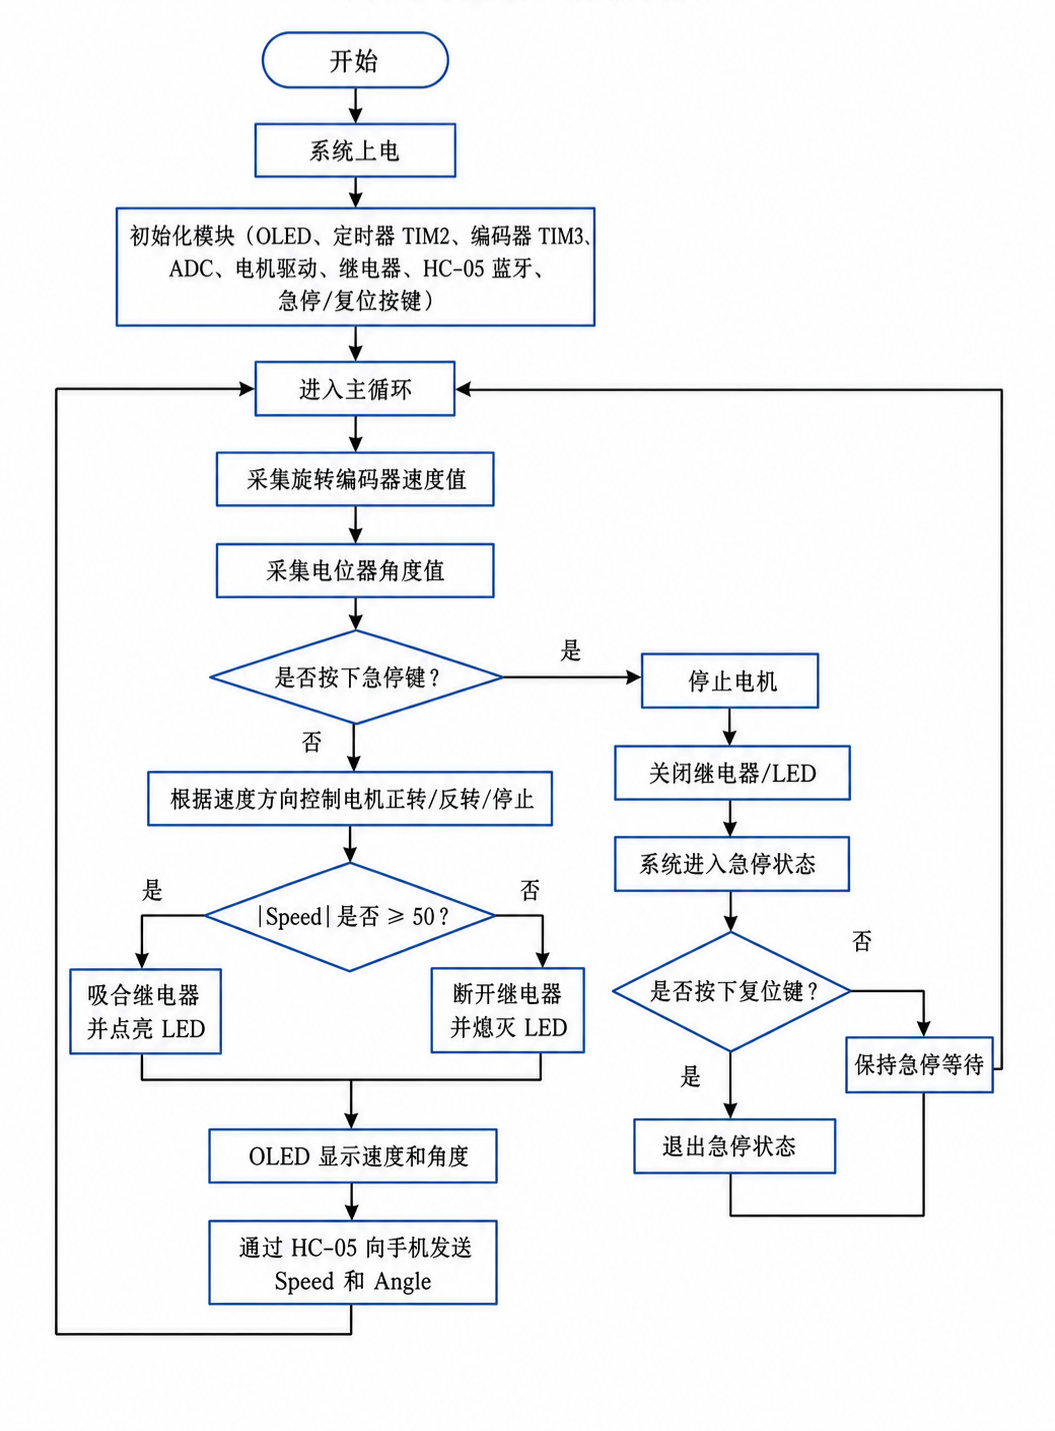 开始
系统上电
初始化模块（OLED、定时器 TIM2、编码器 TIM3、
ADC、电机驱动、继电器、HC-05 蓝牙、
急停/复位按键）
进入主循环
采集旋转编码器速度值
采集电位器角度值
是否按下急停键？
是
停止电机
否
关闭继电器/LED
根据速度方向控制电机正转/反转/停止
系统进入急停状态
|Speed| 是否 ≥ 50？
是
否
吸合继电器
并点亮 LED
断开继电器
并熄灭 LED
是否按下复位键？
否
保持急停等待
是
退出急停状态
OLED 显示速度和角度
通过 HC-05 向手机发送
Speed 和 Angle